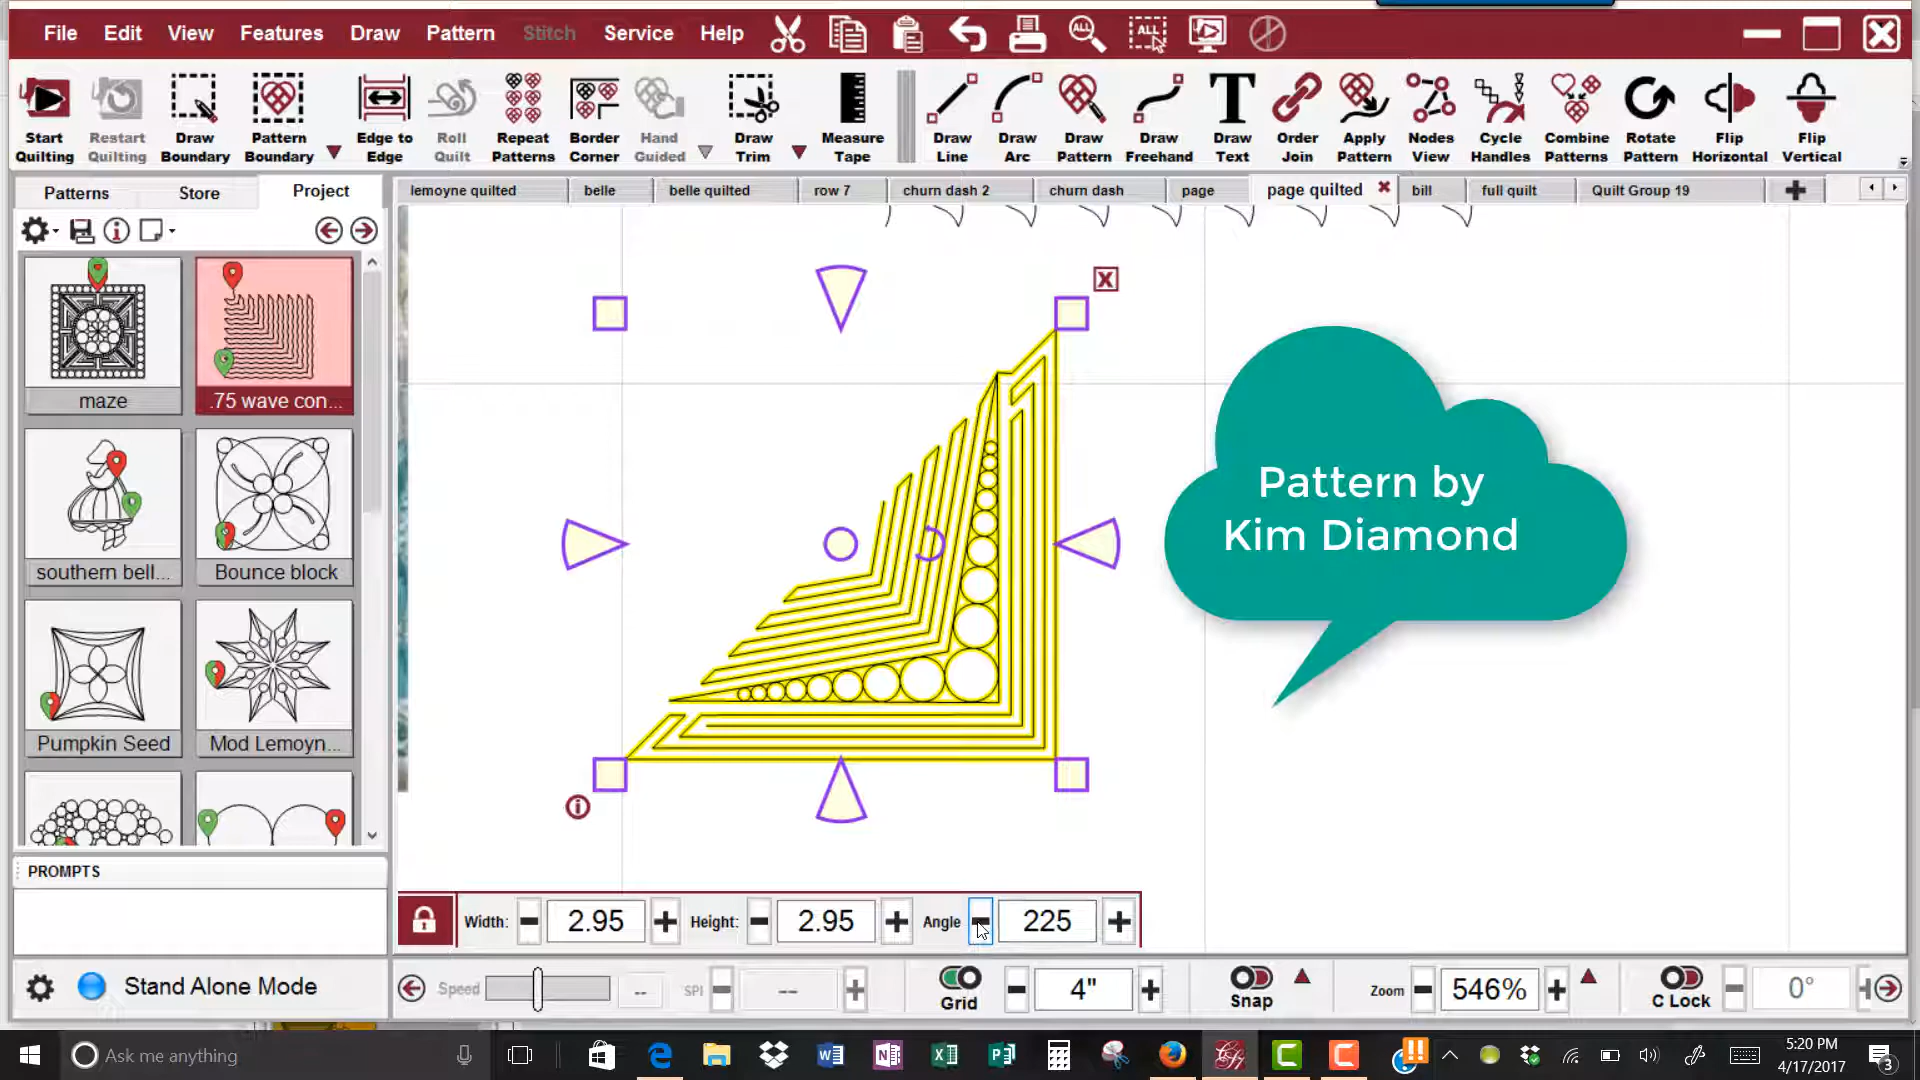 File Edit View Features Draw Pattern Stitch Service Help
ALL ALL
Start Quilting
Restart Quilting
Draw Boundary
Pattern Boundary
Edge to Edge
Roll Quilt
Repeat Patterns
Border Corner
Hand Guided
Draw Trim
Measure Tape
Draw Line
Draw Arc
Draw Pattern
Draw Freehand
Draw Text
Order Join
Apply Pattern
Nodes View
Cycle Handles
Combine Patterns
Rotate Pattern
Flip Horizontal
Flip Vertical
Patterns Store Project
lemoyne quilted belle belle quilted row 7 churn dash 2 churn dash page page quilted bill full quilt Quilt Group 19
maze .75 wave con...
southern bell... Bounce block
Pumpkin Seed Mod Lemoyn...
Pattern by
Kim Diamond
PROMPTS
Width: 2.95 Height: 2.95 Angle 225
Stand Alone Mode
Speed -- SPI -- Grid 4" Snap Zoom 546% C Lock 0°
Ask me anything
5:20 PM
4/17/2017
3